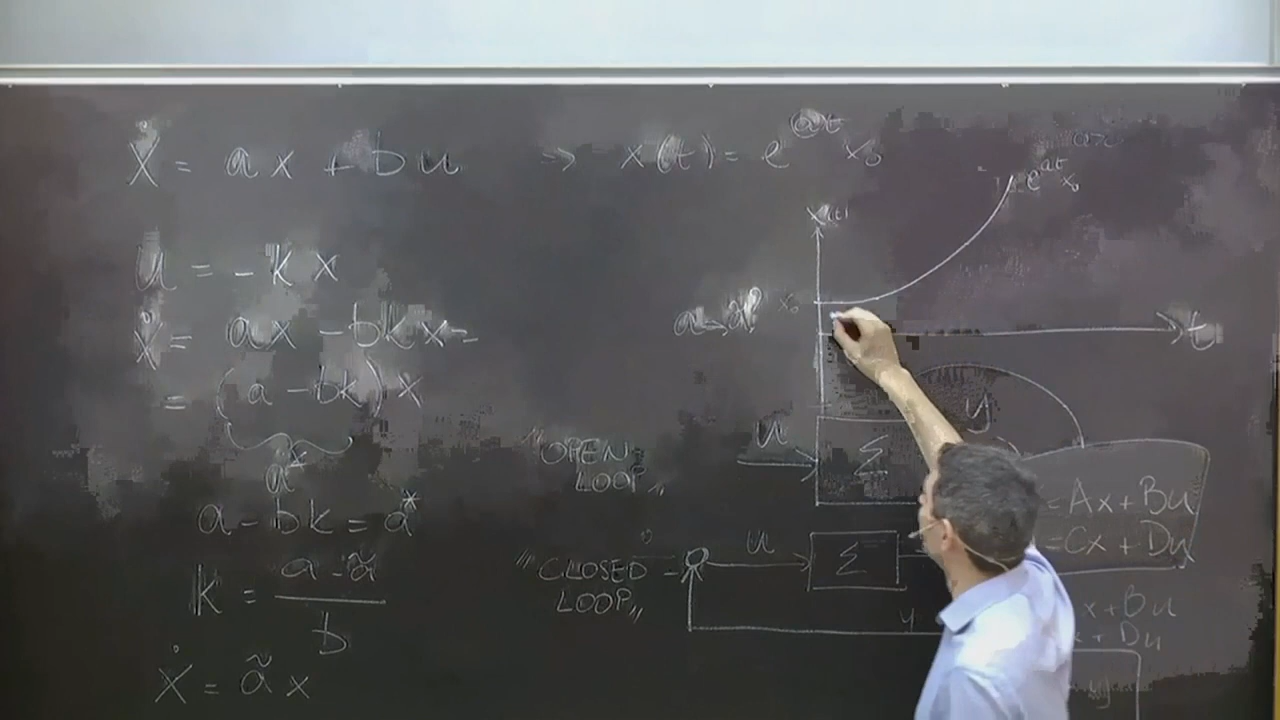 ẋ = ax + bu ⇒ x(t) = e^{at} x₀
x(t)
e^{at} x₀
x₀
t
u = -kx
ẋ = ax - bkx =
= (a - bk)x
a*
a - bk = a*
k = (a - ã)/b
ẋ = ãx
"OPEN LOOP"
u
Σ
y
= Ax + Bu
= Cx + Du
"CLOSED LOOP"
u
Σ
y
x + Bu
x + Du
y